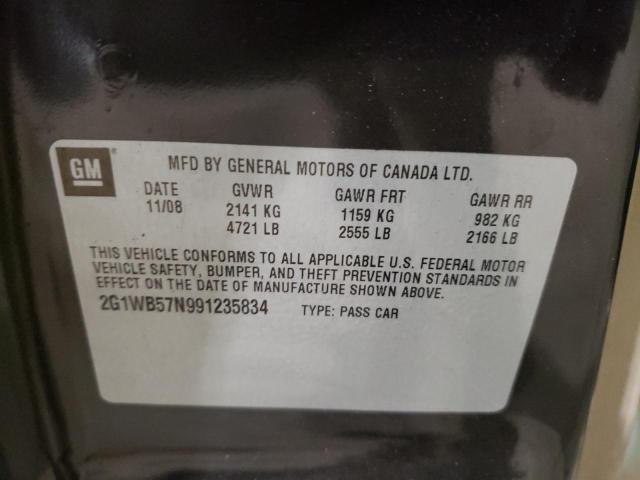 GM
MFD BY GENERAL MOTORS OF CANADA LTD.
DATE GVWR GAWR FRT GAWR RR
11/08 2141 KG 1159 KG 982 KG
4721 LB 2555 LB 2166 LB
THIS VEHICLE CONFORMS TO ALL APPLICABLE U.S. FEDERAL MOTOR
VEHICLE SAFETY, BUMPER, AND THEFT PREVENTION STANDARDS IN
EFFECT ON THE DATE OF MANUFACTURE SHOWN ABOVE.
2G1WB57N991235834 TYPE: PASS CAR